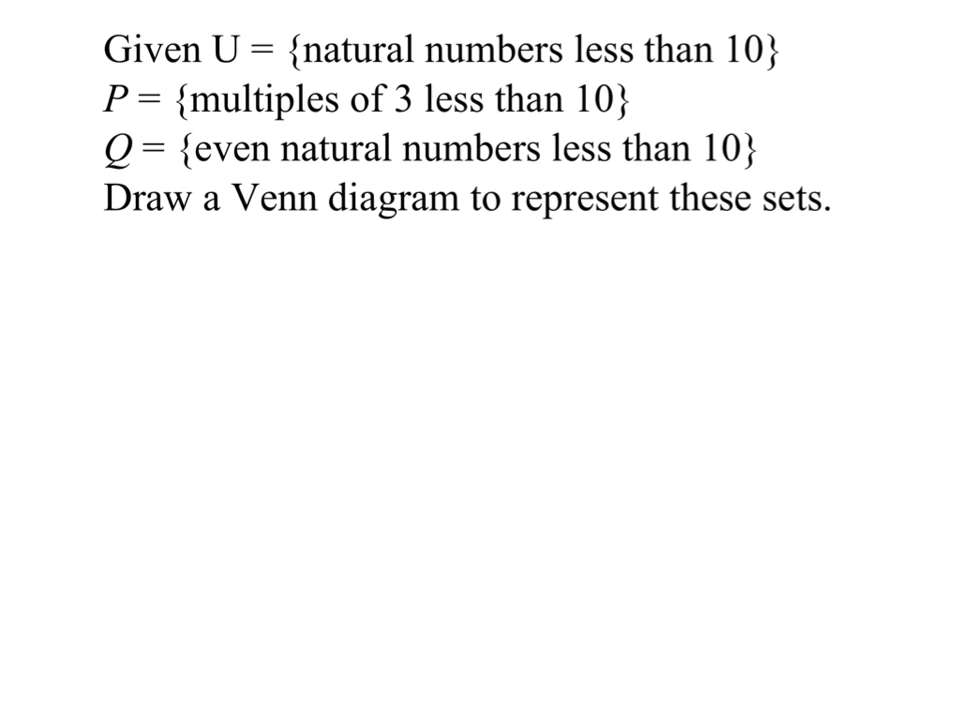 Given U = {natural numbers less than 10}
P = {multiples of 3 less than 10}
Q = {even natural numbers less than 10}
Draw a Venn diagram to represent these sets.